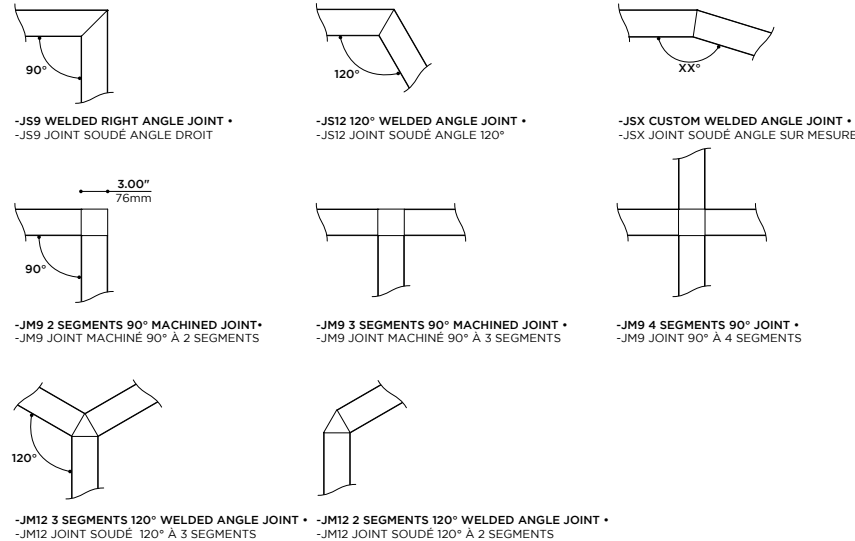 90°
120°
XX°
-JS9 WELDED RIGHT ANGLE JOINT •
-JS9 JOINT SOUDÉ ANGLE DROIT
-JS12 120° WELDED ANGLE JOINT •
-JS12 JOINT SOUDÉ ANGLE 120°
-JSX CUSTOM WELDED ANGLE JOINT •
-JSX JOINT SOUDÉ ANGLE SUR MESURE
3.00"
76mm
90°
-JM9 2 SEGMENTS 90° MACHINED JOINT•
-JM9 JOINT MACHINÉ 90° À 2 SEGMENTS
-JM9 3 SEGMENTS 90° MACHINED JOINT •
-JM9 JOINT MACHINÉ 90° À 3 SEGMENTS
-JM9 4 SEGMENTS 90° JOINT •
-JM9 JOINT 90° À 4 SEGMENTS
120°
-JM12 3 SEGMENTS 120° WELDED ANGLE JOINT •
-JM12 JOINT SOUDÉ 120° À 3 SEGMENTS
-JM12 2 SEGMENTS 120° WELDED ANGLE JOINT •
-JM12 JOINT SOUDÉ 120° À 2 SEGMENTS